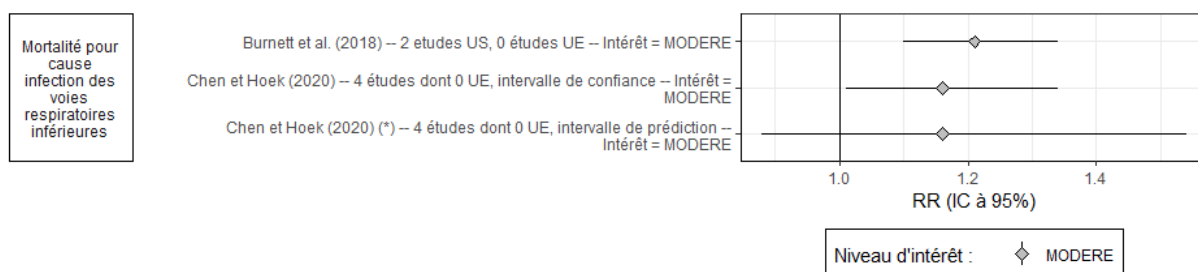 Mortalité pour
cause
infection des
voies
respiratoires
inférieures
Burnett et al. (2018) -- 2 etudes US, 0 études UE -- Intérêt = MODERE
Chen et Hoek (2020) -- 4 études dont 0 UE, intervalle de confiance -- Intérêt =
MODERE
Chen et Hoek (2020) (*) -- 4 études dont 0 UE, intervalle de prédiction --
Intérêt = MODERE
1.0 1.2 1.4
RR (IC à 95%)
Niveau d'intérêt : MODERE